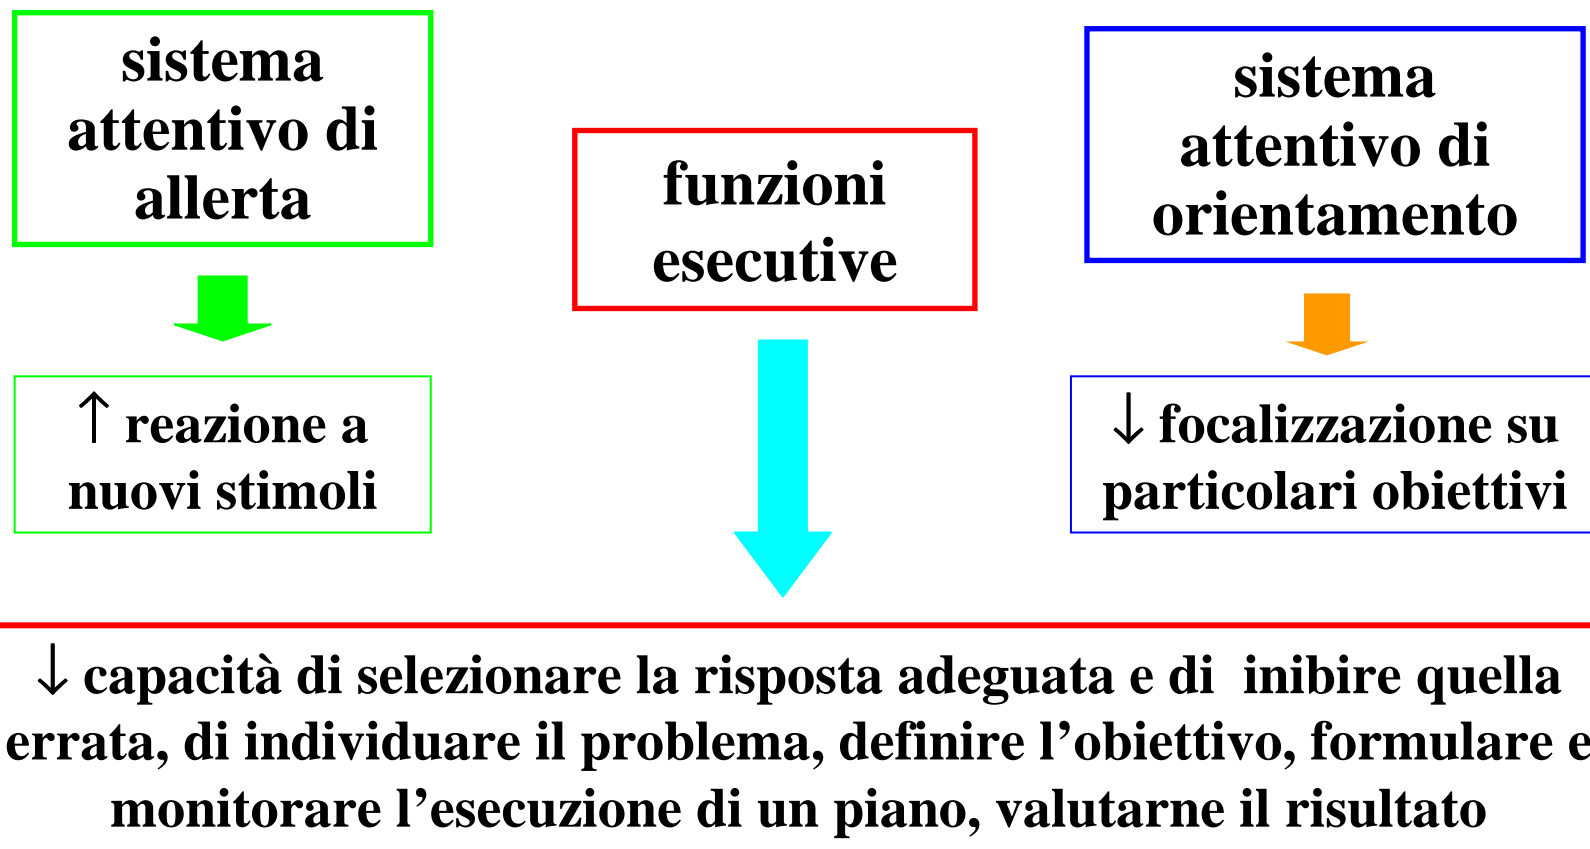 sistema
attentivo di
allerta
funzioni
esecutive
sistema
attentivo di
orientamento
↑ reazione a
nuovi stimoli
↓ focalizzazione su
particolari obiettivi
↓ capacità di selezionare la risposta adeguata e di  inibire quella
errata, di individuare il problema, definire l’obiettivo, formulare e
monitorare l’esecuzione di un piano, valutarne il risultato